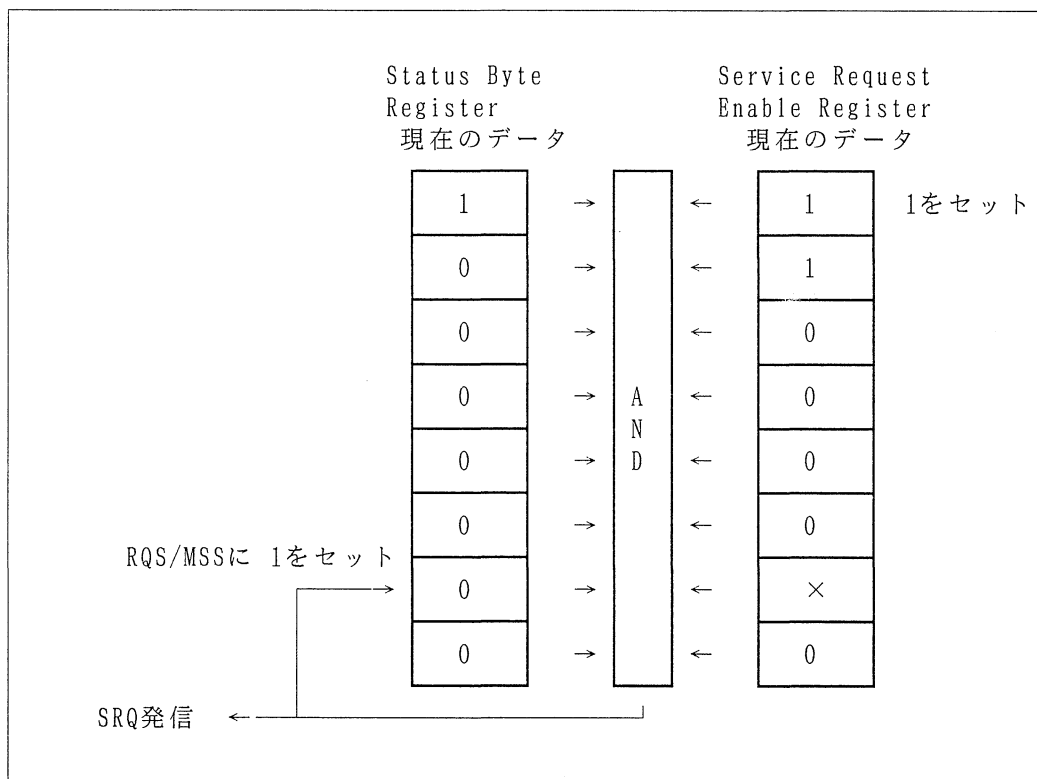 Status Byte
Register
現在のデータ
Service Request
Enable Register
現在のデータ
1 → ← 1 1をセット
0 → ← 1
0 → ← 0
0 → A ← 0
N
0 → D ← 0
0 → ← 0
RQS/MSSに 1をセット
0 → ← ×
0 → ← 0
SRQ発信 ←